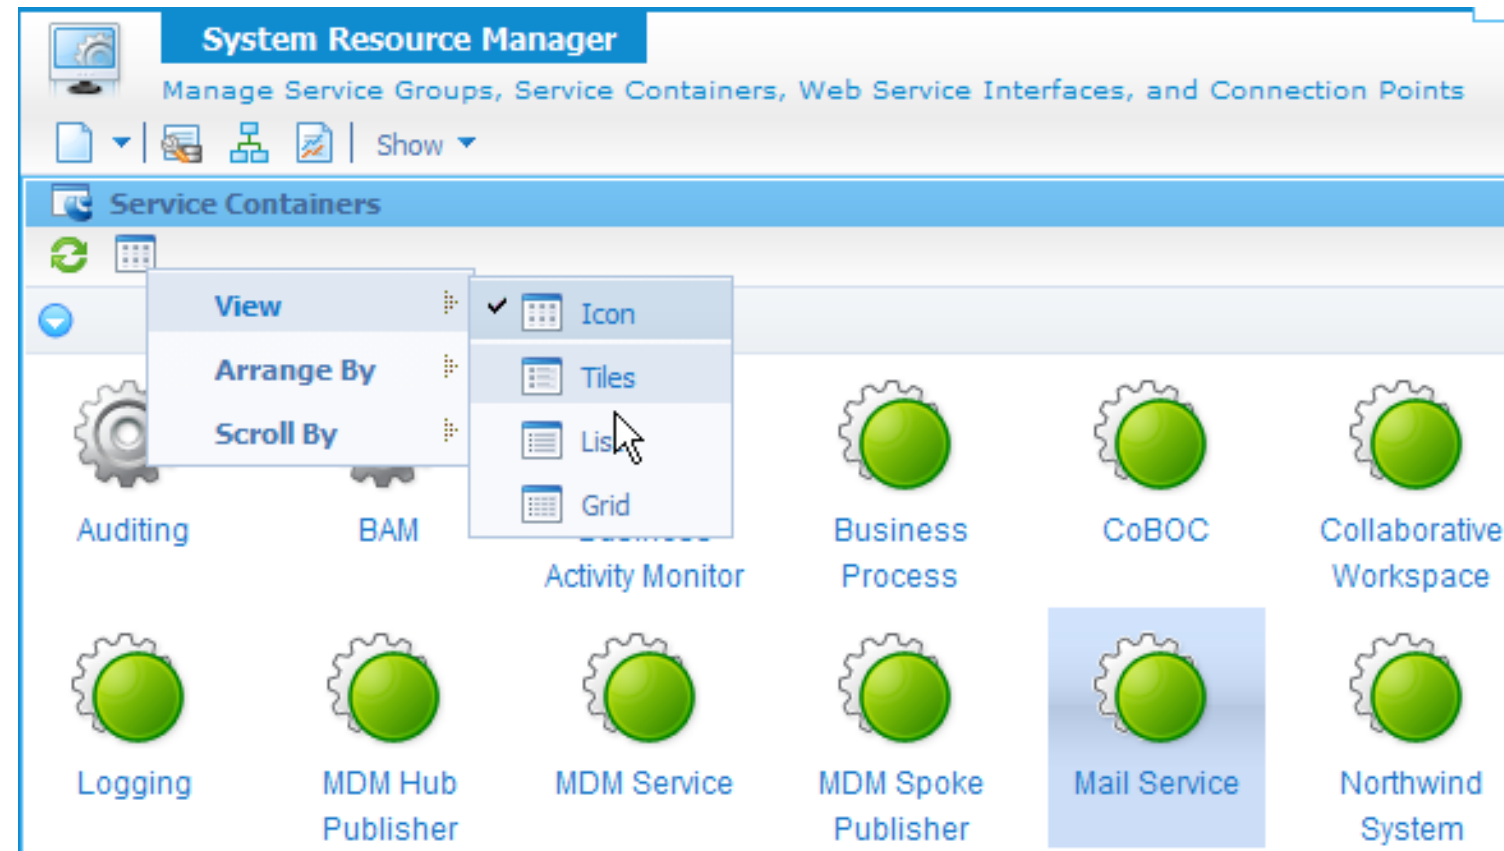 System Resource Manager
Manage Service Groups, Service Containers, Web Service Interfaces, and Connection Points
Show
Service Containers
View
Arrange By
Scroll By
Icon
Tiles
Grid
Auditing
BAM
Activity Monitor
Business
Process
CoBOC
Collaborative
Workspace
Logging
MDM Hub
Publisher
MDM Service
MDM Spoke
Publisher
Mail Service
Northwind
System